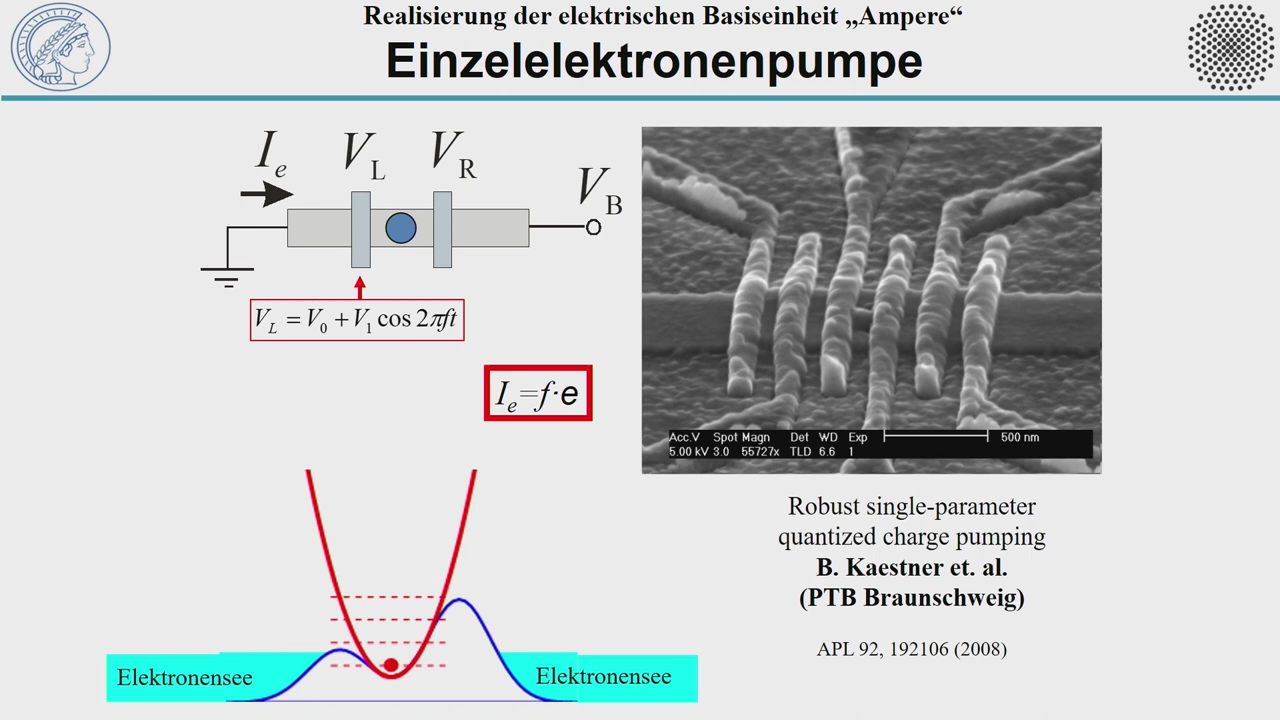 Realisierung der elektrischen Basiseinheit „Ampere“
Einzelelektronenpumpe
I_e
V_L
V_R
V_B
V_L = V_0 + V_1 cos 2πft
I_e=f·e
Acc.V Spot Magn Det WD Exp 500 nm
5.00 kV 3.0 55727x TLD 6.6 1
Robust single-parameter
quantized charge pumping
B. Kaestner et. al.
(PTB Braunschweig)
APL 92, 192106 (2008)
Elektronensee
Elektronensee